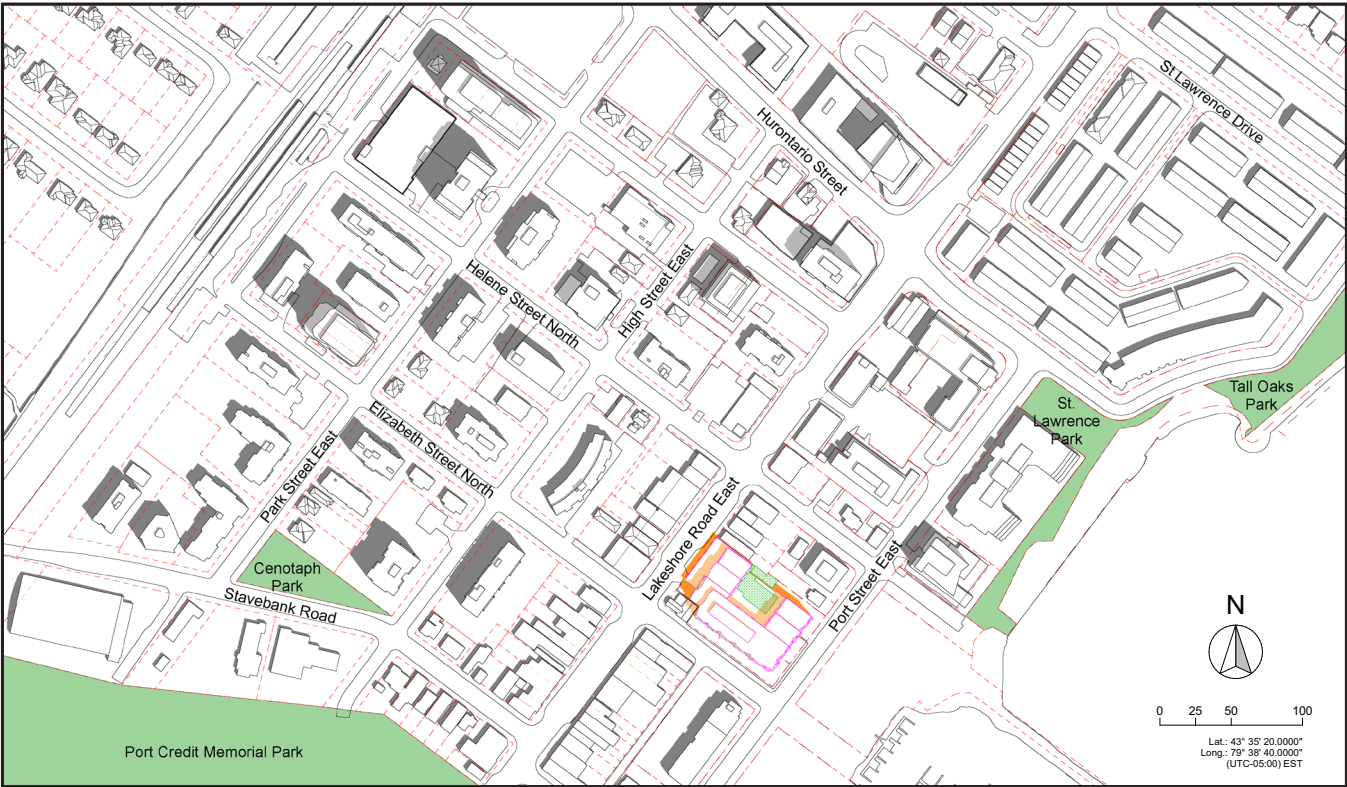 St Lawrence Drive
Hurontario Street
High Street East
Helene Street North
Tall Oaks
Park
St.
Lawrence
Park
Elizabeth Street North
Park Street East
Lakeshore Road East
Port Street East
Cenotaph
Park
Stavebank Road
N
0 25 50 100
Lat.: 43° 35' 20.0000"
Long.: 79° 38' 40.0000"
(UTC-05:00) EST
Port Credit Memorial Park